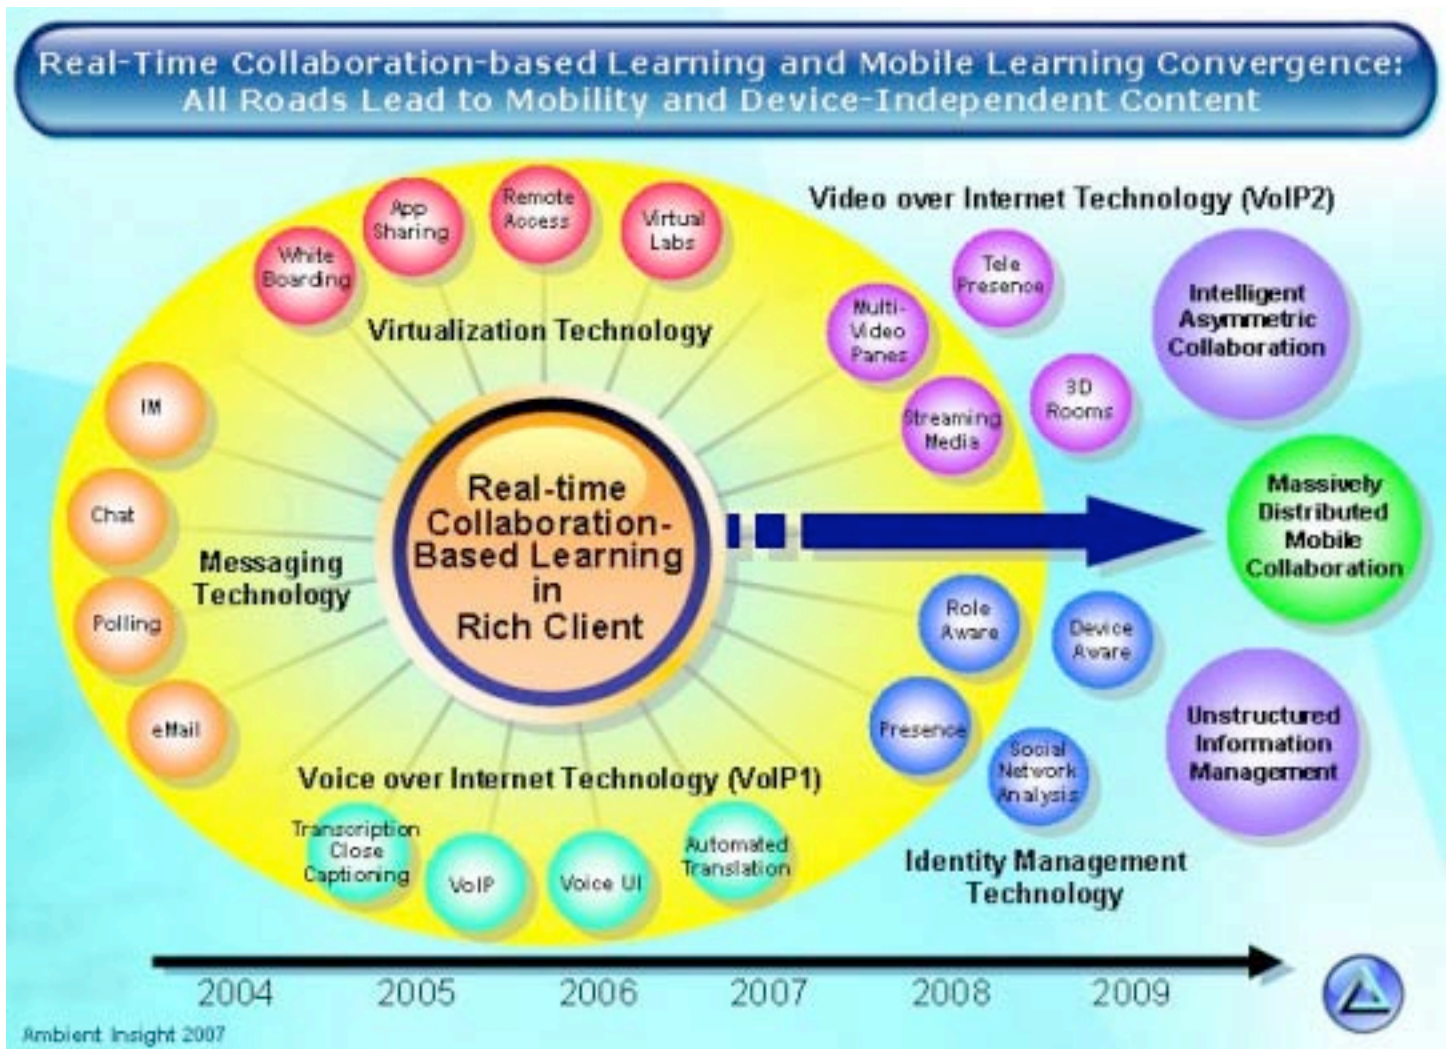 Real-Time Collaboration-based Learning and Mobile Learning Convergence:
All Roads Lead to Mobility and Device-Independent Content
Video over Internet Technology (VoIP2)
White
Boarding
App
Sharing
Remote
Access
Virtual
Labs
Virtualization Technology
Multi-
Video
Panes
Tele
Presence
Streaming
Media
3D
Rooms
Intelligent
Asymmetric
Collaboration
IM
Chat
Polling
eMail
Messaging
Technology
Real-time
Collaboration-
Based Learning
in
Rich Client
Massively
Distributed
Mobile
Collaboration
Role
Aware
Device
Aware
Presence
Social
Network
Analysis
Unstructured
Information
Management
Voice over Internet Technology (VoIP1)
Transcription
Close
Captioning
VoIP
Voice UI
Automated
Translation
Identity Management
Technology
2004 2005 2006 2007 2008 2009
Ambient Insight 2007